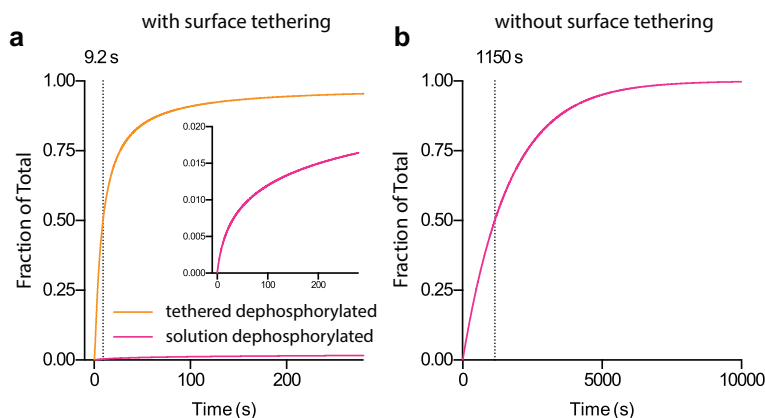 with surface tethering
without surface tethering
a
b
9.2 s
1150 s
1.00
0.75
0.50
0.25
0.00
Fraction of Total
0.020
0.015
0.010
0.005
0.000
0
100
200
tethered dephosphorylated
solution dephosphorylated
0
100
200
Time (s)
1.00
0.75
0.50
0.25
0.00
Fraction of Total
0
5000
10000
Time (s)